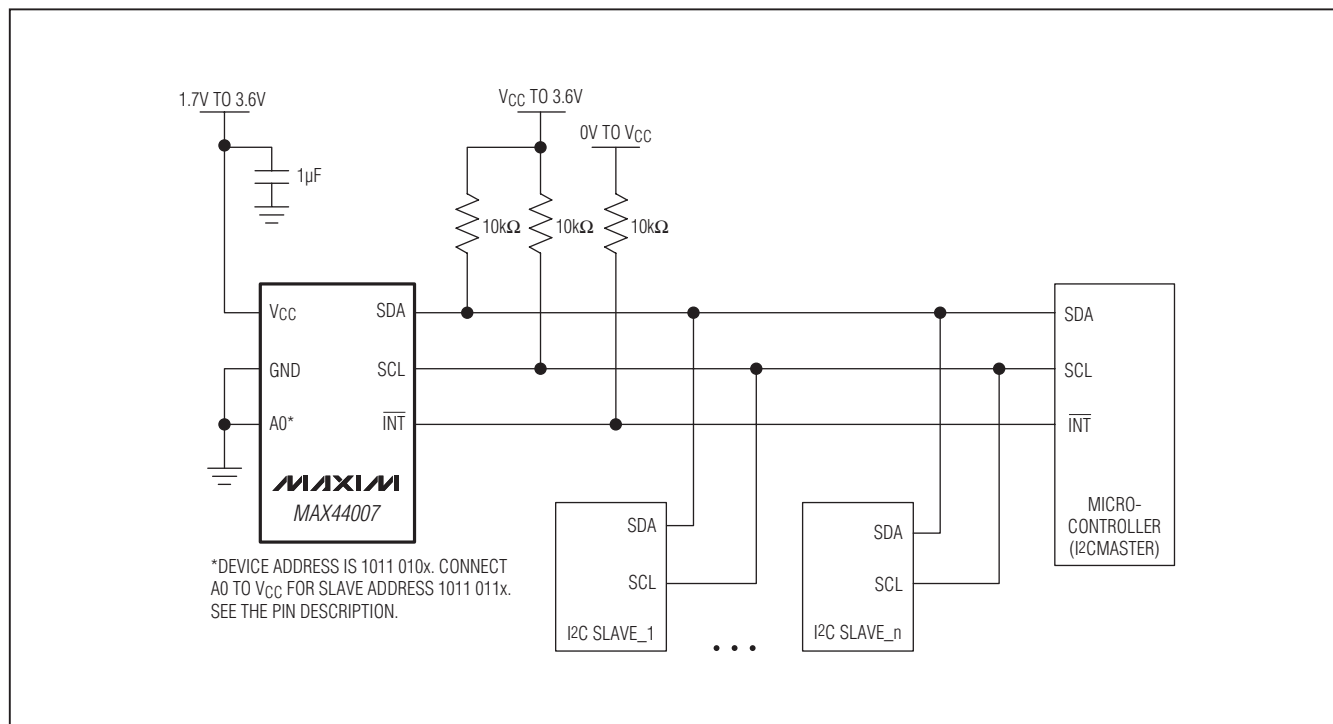 1.7V TO 3.6V
VCC TO 3.6V
0V TO VCC
1µF
10kΩ
10kΩ
10kΩ
VCC
SDA
GND
SCL
A0*
INT
MAXIM
MAX44007
SDA
SCL
INT
MICRO-
CONTROLLER
(I2CMASTER)
SDA
SCL
I2C SLAVE_1
• • •
SDA
SCL
I2C SLAVE_n
*DEVICE ADDRESS IS 1011 010x. CONNECT
A0 TO VCC FOR SLAVE ADDRESS 1011 011x.
SEE THE PIN DESCRIPTION.